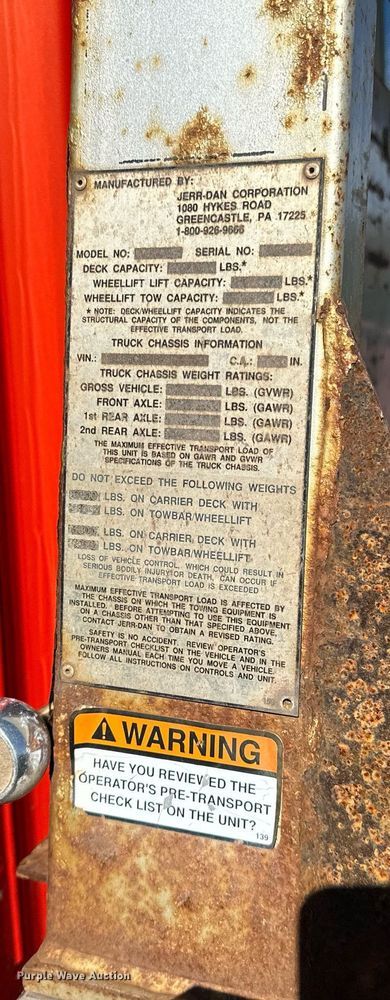 MANUFACTURED BY:
JERR-DAN CORPORATION
1080 HYKES ROAD
GREENCASTLE, PA 17225
1-800-926-9666
MODEL NO: SERIAL NO:
DECK CAPACITY: LBS.*
WHEELLIFT LIFT CAPACITY: LBS.*
WHEELLIFT TOW CAPACITY: LBS.*
* NOTE: DECK/WHEELLIFT CAPACITY INDICATES THE
STRUCTURAL CAPACITY OF THE COMPONENTS, NOT THE
EFFECTIVE TRANSPORT LOAD.
TRUCK CHASSIS INFORMATION
VIN.: C.A.: IN.
TRUCK CHASSIS WEIGHT RATINGS:
GROSS VEHICLE: LBS. (GVWR)
FRONT AXLE: LBS. (GAWR)
1st REAR AXLE: LBS. (GAWR)
2nd REAR AXLE: LBS. (GAWR)
THE MAXIMUM EFFECTIVE TRANSPORT LOAD OF
THIS UNIT IS BASED ON GAWR AND GVWR
SPECIFICATIONS OF THE TRUCK CHASSIS.
DO NOT EXCEED THE FOLLOWING WEIGHTS
LBS. ON CARRIER DECK WITH
LBS. ON TOWBAR/WHEELLIFT
LBS. ON CARRIER DECK WITH
LBS. ON TOWBAR/WHEELLIFT
LOSS OF VEHICLE CONTROL, WHICH COULD RESULT IN
SERIOUS BODILY INJURY/OR DEATH, CAN OCCUR IF
EFFECTIVE TRANSPORT LOAD IS EXCEEDED
MAXIMUM EFFECTIVE TRANSPORT LOAD IS AFFECTED BY
THE CHASSIS ON WHICH THE TOWING EQUIPMENT IS
INSTALLED. BEFORE ATTEMPTING TO USE THIS EQUIPMENT
ON A CHASSIS OTHER THAN THAT SPECIFIED ABOVE,
CONTACT JERR-DAN TO OBTAIN A REVISED RATING.
SAFETY IS NO ACCIDENT. REVIEW OPERATOR'S
PRE-TRANSPORT CHECKLIST ON THE VEHICLE AND IN THE
OWNERS MANUAL EACH TIME YOU MOVE A VEHICLE.
FOLLOW ALL INSTRUCTIONS ON CONTROLS AND UNIT.
WARNING
HAVE YOU REVIEWED THE
OPERATOR'S PRE-TRANSPORT
CHECK LIST ON THE UNIT?
139
Purple Wave Auction